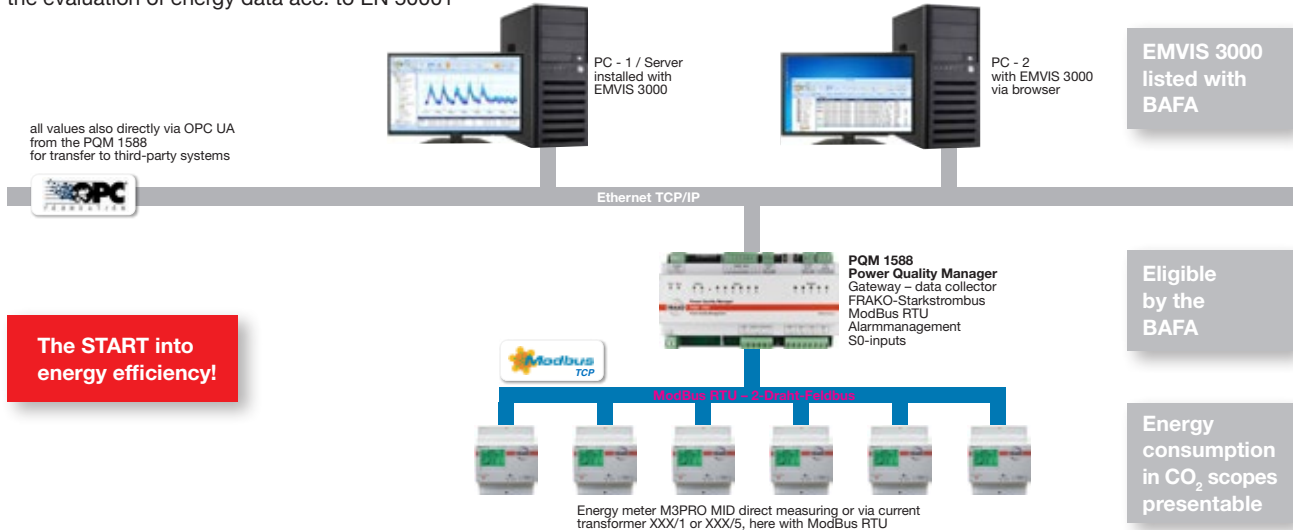 the evaluation of energy data acc. to EN 50001
PC - 1 / Server
installed with
EMVIS 3000
PC - 2
with EMVIS 3000
via browser
EMVIS 3000
listed with
BAFA
all values also directly via OPC UA
from the PQM 1588
for transfer to third-party systems
OPC
FOUNDATION
Ethernet TCP/IP
PQM 1588
Power Quality Manager
Gateway – data collector
FRAKO-Starkstrombus
ModBus RTU
Alarmmanagement
S0-inputs
Eligible
by the
BAFA
The START into
energy efficiency!
Modbus
TCP
ModBus RTU – 2-Draht-Feldbus
Energy
consumption
in CO₂ scopes
presentable
Energy meter M3PRO MID direct measuring or via current
transformer XXX/1 or XXX/5, here with ModBus RTU